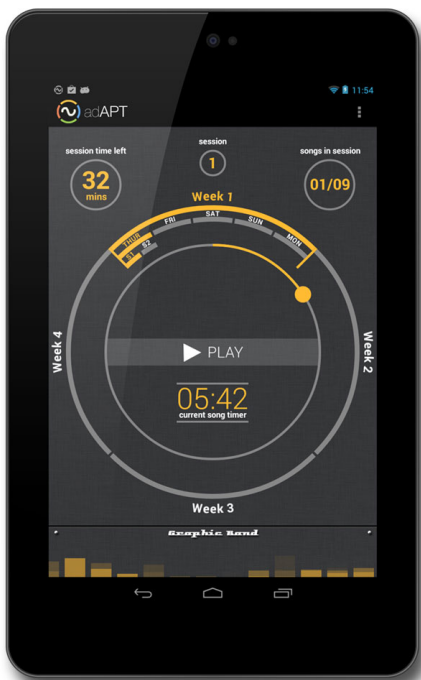 11:54
adAPT
session time left
32
mins
session
1
songs in session
01/09
Week 1
THUR
FRI
SAT
SUN
MON
S1
S2
Week 4
Week 2
PLAY
05:42
current song timer
Week 3
Graphic Band